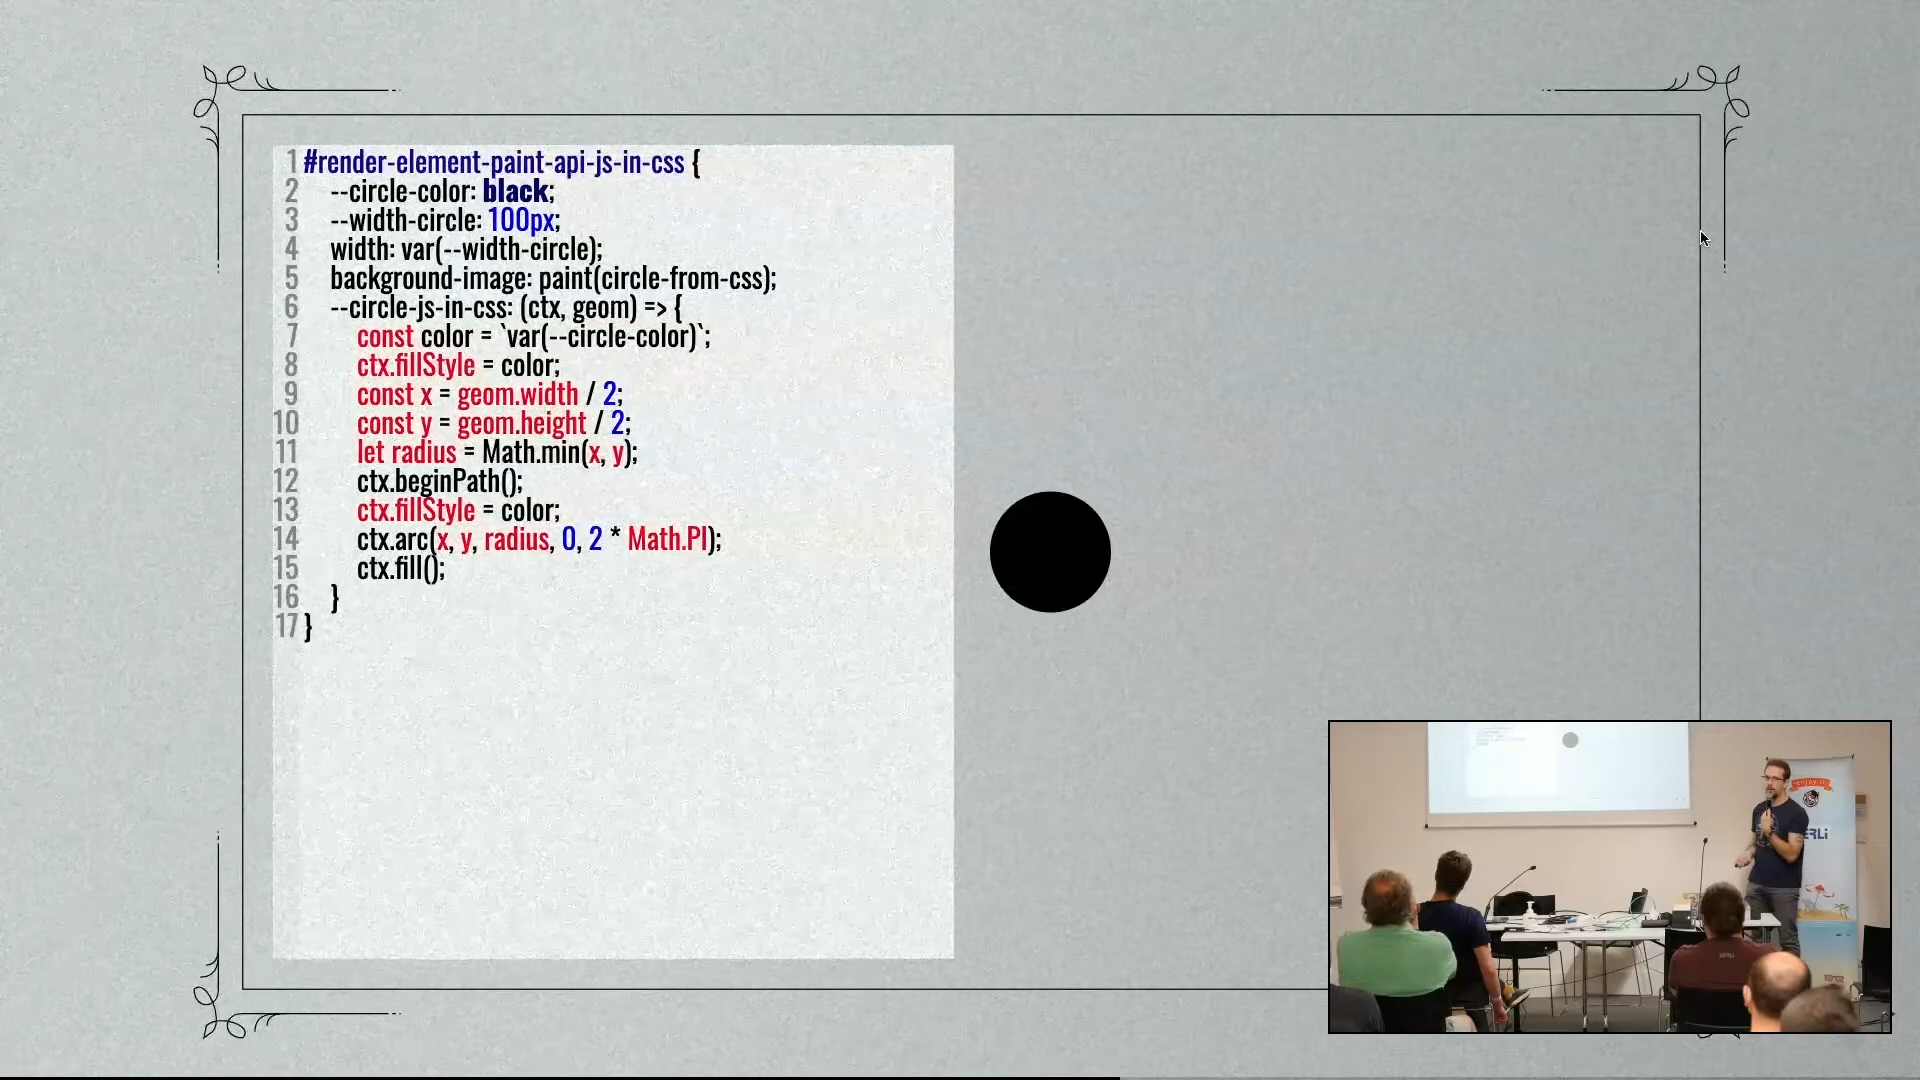 1 #render-element-paint-api-js-in-css {
2 --circle-color: black;
3 --width-circle: 100px;
4 width: var(--width-circle);
5 background-image: paint(circle-from-css);
6 --circle-js-in-css: (ctx, geom) => {
7 const color = `var(--circle-color)`;
8 ctx.fillStyle = color;
9 const x = geom.width / 2;
10 const y = geom.height / 2;
11 let radius = Math.min(x, y);
12 ctx.beginPath();
13 ctx.fillStyle = color;
14 ctx.arc(x, y, radius, 0, 2 * Math.PI);
15 ctx.fill();
16 }
17 }
enjoy it